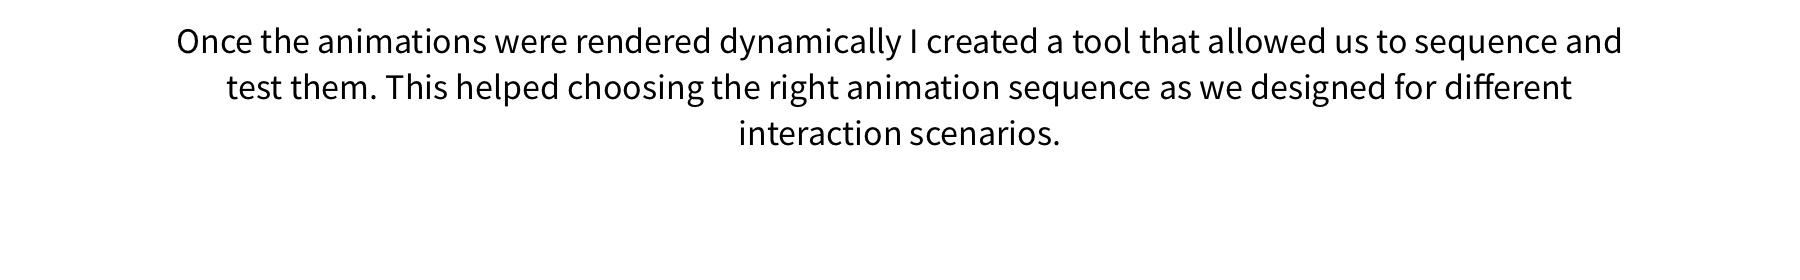 Once the animations were rendered dynamically I created a tool that allowed us to sequence and
test them. This helped choosing the right animation sequence as we designed for different
interaction scenarios.